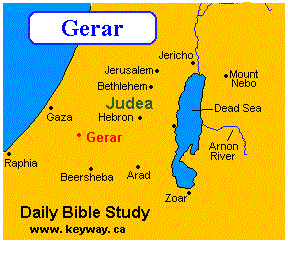 Gerar
Jericho
Jerusalem
Mount
Nebo
Bethlehem
Judea
Dead Sea
Gaza
Hebron
Gerar
Arnon
River
Raphia
Beersheba
Arad
Zoar
Daily Bible Study
www.keyway.ca